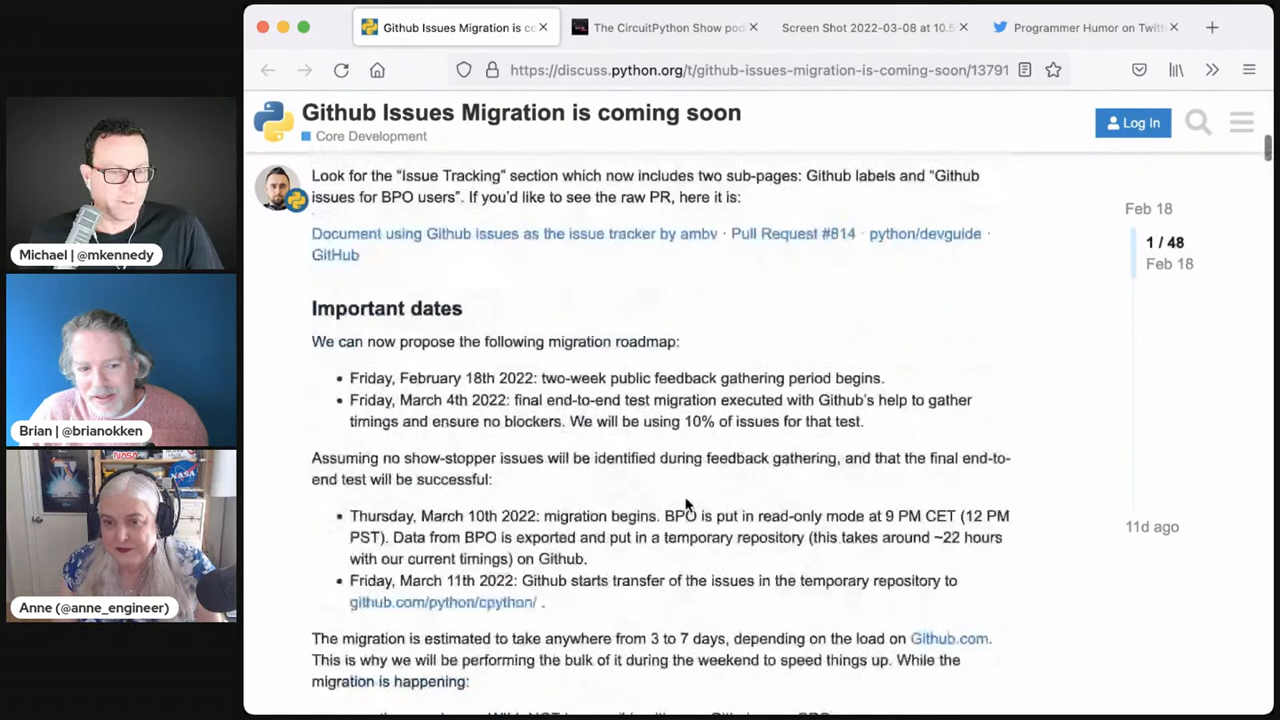 Github Issues Migration is co
The CircuitPython Show pod
Screen Shot 2022-03-08 at 10.5
Programmer Humor on Twitt
https://discuss.python.org/t/github-issues-migration-is-coming-soon/13791
Github Issues Migration is coming soon
Core Development
Log In
Look for the “Issue Tracking” section which now includes two sub-pages: Github labels and “Github
issues for BPO users”. If you’d like to see the raw PR, here it is:
Document using Github issues as the issue tracker by ambv · Pull Request #814 · python/devguide ·
GitHub
Important dates
We can now propose the following migration roadmap:
• Friday, February 18th 2022: two-week public feedback gathering period begins.
• Friday, March 4th 2022: final end-to-end test migration executed with Github’s help to gather
timings and ensure no blockers. We will be using 10% of issues for that test.
Assuming no show-stopper issues will be identified during feedback gathering, and that the final end-to-
end test will be successful:
• Thursday, March 10th 2022: migration begins. BPO is put in read-only mode at 9 PM CET (12 PM
PST). Data from BPO is exported and put in a temporary repository (this takes around ~22 hours
with our current timings) on Github.
• Friday, March 11th 2022: Github starts transfer of the issues in the temporary repository to
github.com/python/cpython/ .
The migration is estimated to take anywhere from 3 to 7 days, depending on the load on Github.com.
This is why we will be performing the bulk of it during the weekend to speed things up. While the
migration is happening:
Feb 18
1 / 48
Feb 18
11d ago
Michael | @mkennedy
Brian | @brianokken
NASA
NASA
Anne (@anne_engineer)